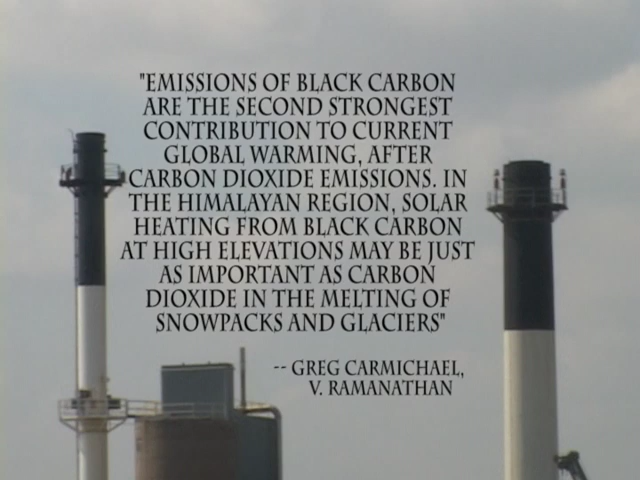 "EMISSIONS OF BLACK CARBON
ARE THE SECOND STRONGEST
CONTRIBUTION TO CURRENT
GLOBAL WARMING, AFTER
CARBON DIOXIDE EMISSIONS. IN
THE HIMALAYAN REGION, SOLAR
HEATING FROM BLACK CARBON
AT HIGH ELEVATIONS MAY BE JUST
AS IMPORTANT AS CARBON
DIOXIDE IN THE MELTING OF
SNOWPACKS AND GLACIERS"
-- GREG CARMICHAEL,
V. RAMANATHAN